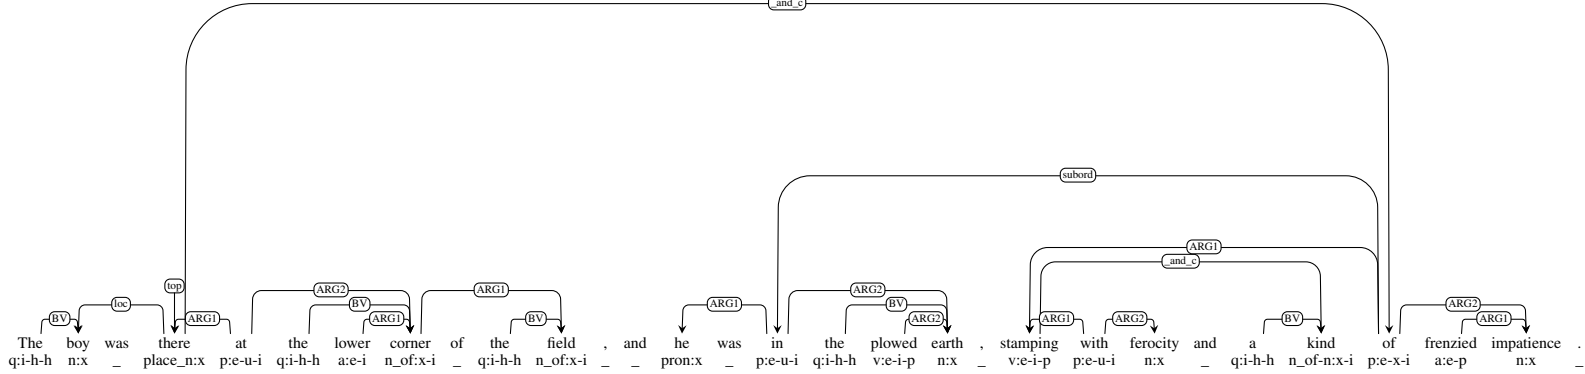 _and_c
subord
ARG1
_and_c
top
ARG2 ARG1 ARG2 ARG2
loc BV ARG1 BV
BV ARG1 ARG1 BV ARG2 ARG1 ARG2 BV ARG1
The boy was there at the lower corner of the field , and he was in the plowed earth , stamping with ferocity and a kind of frenzied impatience .
q:i-h-h n:x _ place_n:x p:e-u-i q:i-h-h a:e-i n_of:x-i _ q:i-h-h n_of:x-i _ _ pron:x _ p:e-u-i q:i-h-h v:e-i-p n:x _ v:e-i-p p:e-u-i n:x _ q:i-h-h n_of-n:x-i p:e-x-i a:e-p n:x _